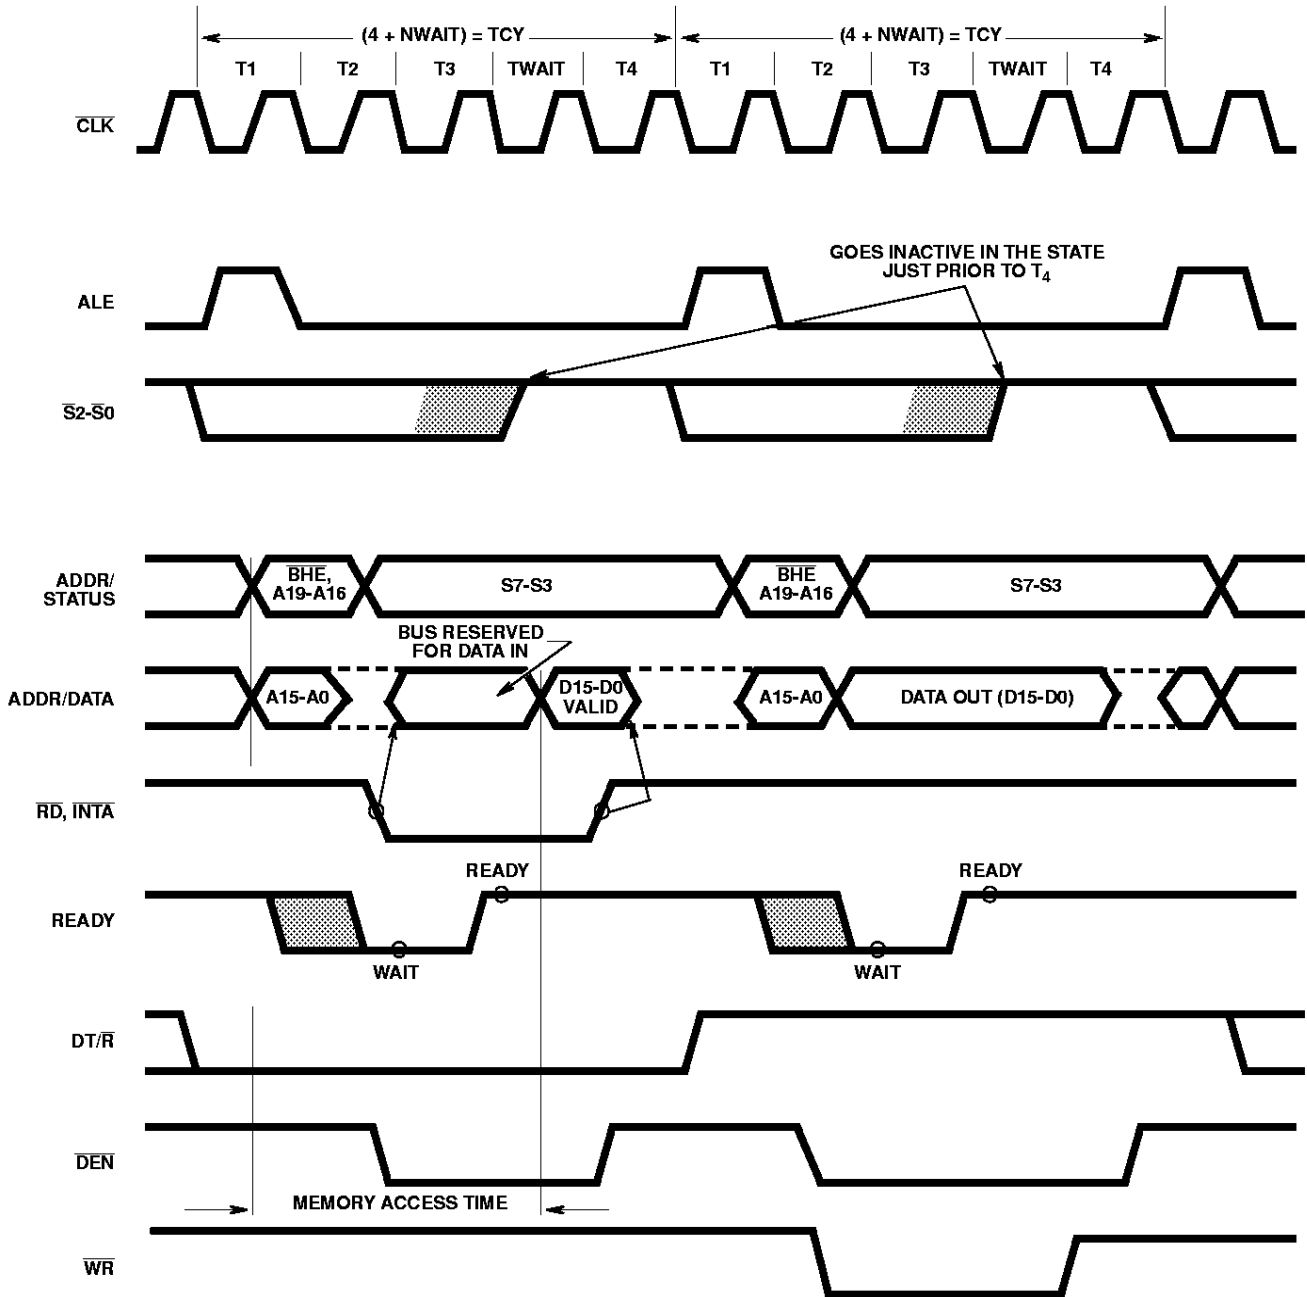 (4 + NWAIT) = TCY (4 + NWAIT) = TCY
T1 T2 T3 TWAIT T4 T1 T2 T3 TWAIT T4
CLK
GOES INACTIVE IN THE STATE
JUST PRIOR TO T4
ALE
S2-S0
ADDR/
STATUS
BHE,
A19-A16
S7-S3
BHE
A19-A16
S7-S3
BUS RESERVED
FOR DATA IN
ADDR/DATA
A15-A0
D15-D0
VALID
A15-A0
DATA OUT (D15-D0)
RD, INTA
READY READY
READY
WAIT WAIT
DT/R
DEN
MEMORY ACCESS TIME
WR